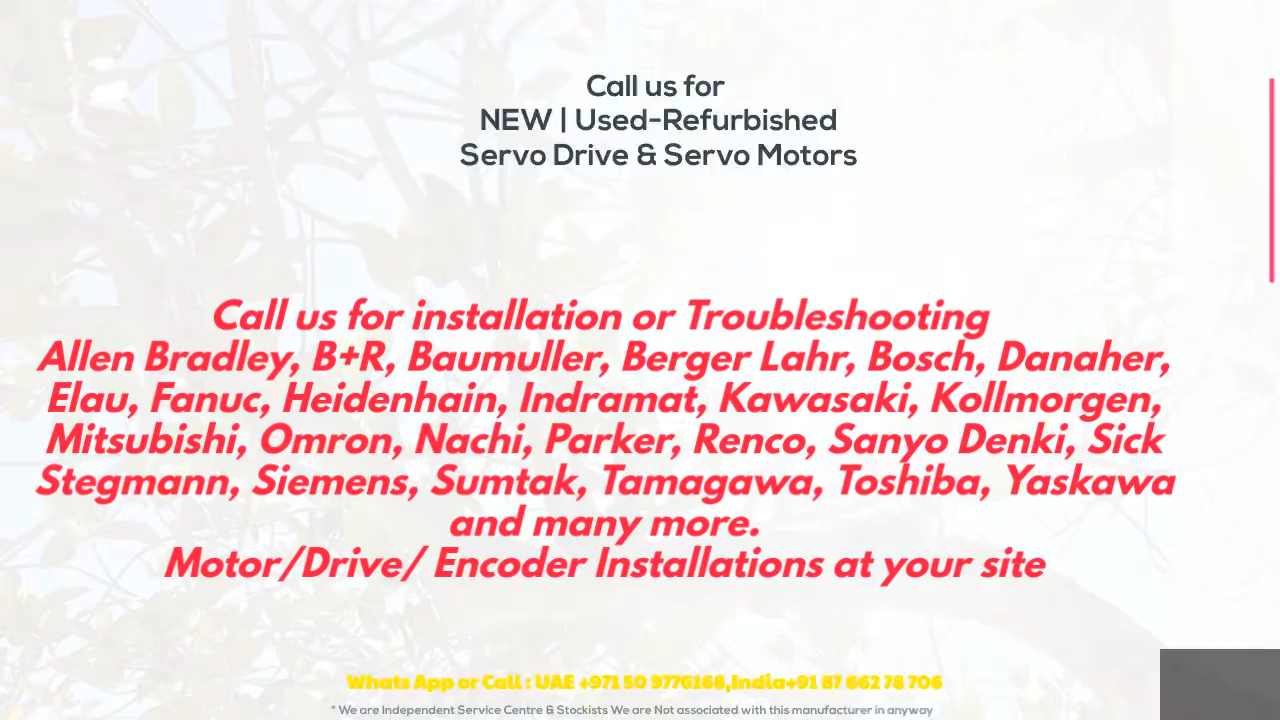 Call us for
NEW | Used-Refurbished
Servo Drive & Servo Motors
Call us for installation or Troubleshooting
Allen Bradley, B+R, Baumuller, Berger Lahr, Bosch, Danaher,
Elau, Fanuc, Heidenhain, Indramat, Kawasaki, Kollmorgen,
Mitsubishi, Omron, Nachi, Parker, Renco, Sanyo Denki, Sick
Stegmann, Siemens, Sumtak, Tamagawa, Toshiba, Yaskawa
and many more.
Motor/Drive/ Encoder Installations at your site
Whats App or Call : UAE +971 50 9776168,India+91 87 662 78 706
* We are Independent Service Centre & Stockists We are Not associated with this manufacturer in anyway